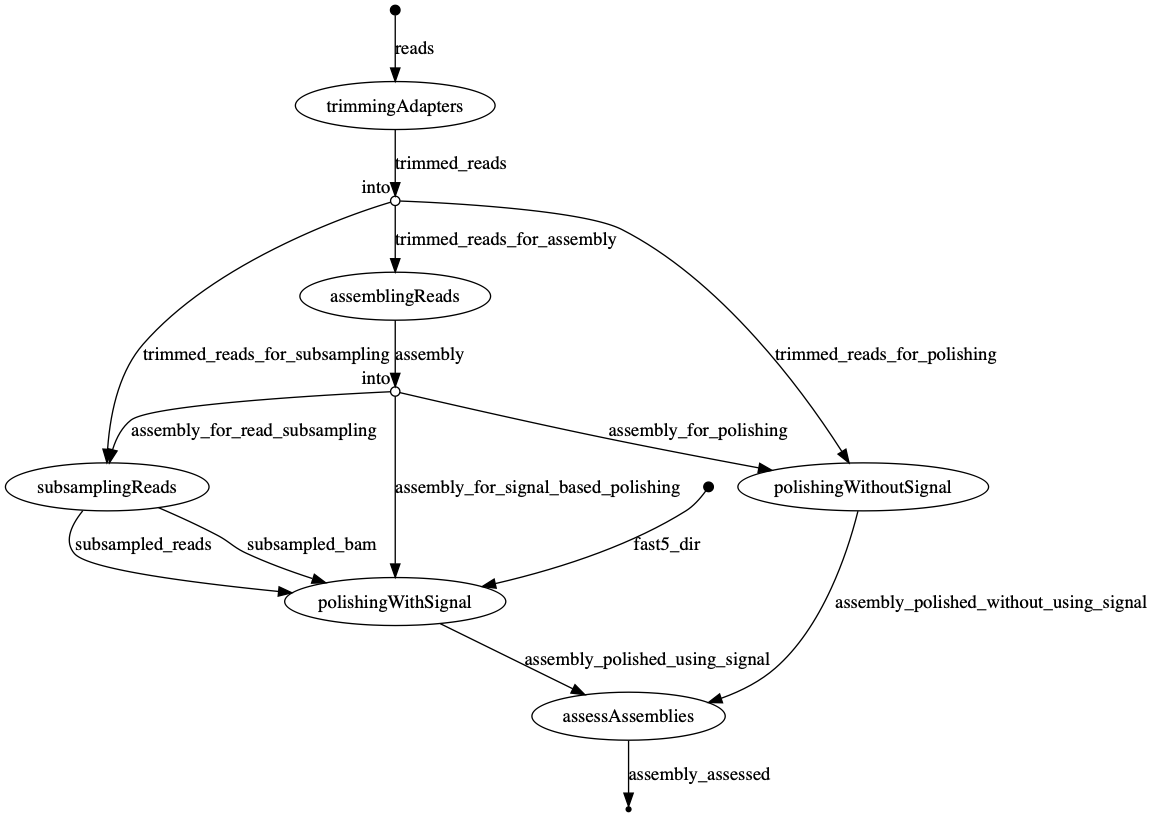 reads
trimmingAdapters
trimmed_reads
into
trimmed_reads_for_assembly
assemblingReads
trimmed_reads_for_subsampling
assembly
trimmed_reads_for_polishing
into
assembly_for_read_subsampling
assembly_for_polishing
subsamplingReads
assembly_for_signal_based_polishing
polishingWithoutSignal
subsampled_reads
subsampled_bam
fast5_dir
polishingWithSignal
assembly_polished_without_using_signal
assembly_polished_using_signal
assessAssemblies
assembly_assessed